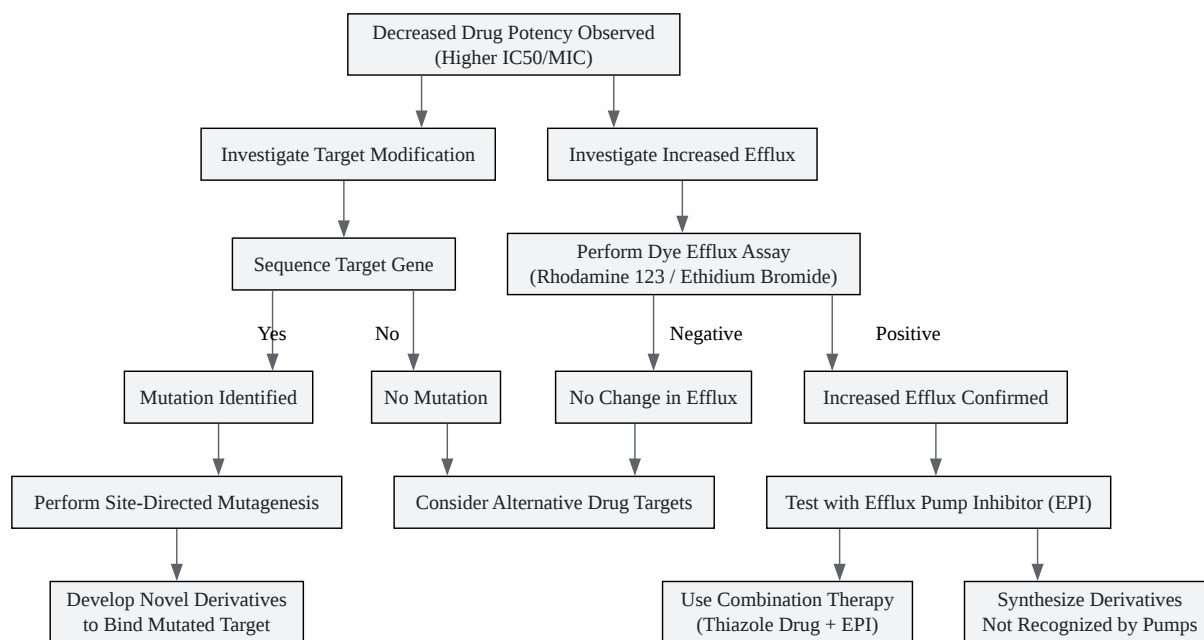 Decreased Drug Potency Observed
(Higher IC50/MIC)
Investigate Target Modification
Investigate Increased Efflux
Sequence Target Gene
Perform Dye Efflux Assay
(Rhodamine 123 / Ethidium Bromide)
Yes
No
Negative
Positive
Mutation Identified
No Mutation
No Change in Efflux
Increased Efflux Confirmed
Perform Site-Directed Mutagenesis
Consider Alternative Drug Targets
Test with Efflux Pump Inhibitor (EPI)
Develop Novel Derivatives
to Bind Mutated Target
Use Combination Therapy
(Thiazole Drug + EPI)
Synthesize Derivatives
Not Recognized by Pumps